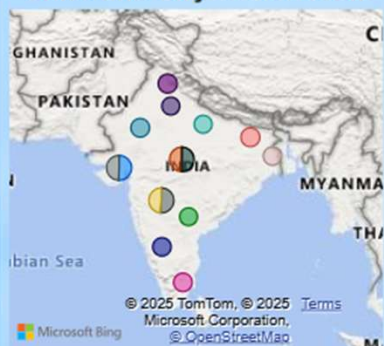 GHANISTAN
C
PAKISTAN
INDIA
MYANMA
THA
bian Sea
© 2025 TomTom, © 2025 Terms
Microsoft Corporation,
Microsoft Bing
© OpenStreetMap